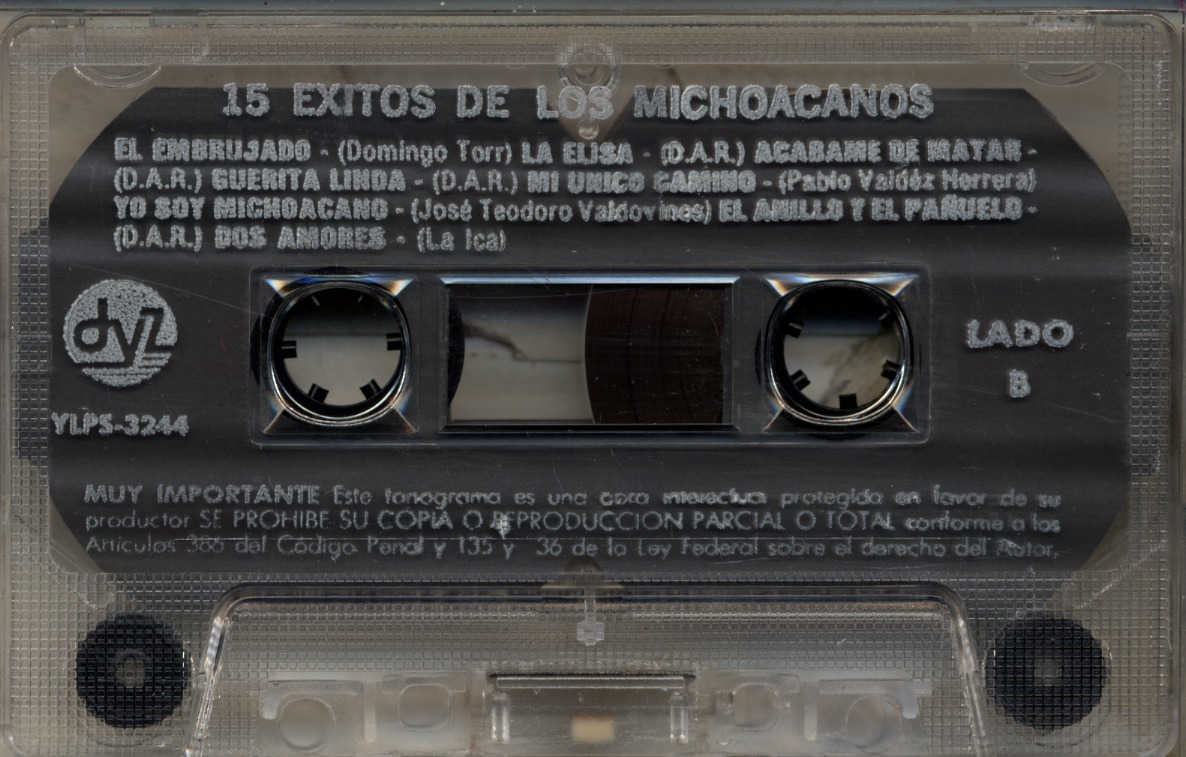 15 EXITOS DE LOS MICHOACANOS
EL EMBRUJADO - (Domingo Torr) LA ELISA - (D.A.R.) ACABAME DE MATAR -
(D.A.R.) GUERITA LINDA - (D.A.R.) MI UNICO CAMINO - (Pablo Valdéz Herrera)
YO SOY MICHOACANO - (José Teodoro Valdovinos) EL ANILLO Y EL PAÑUELO -
(D.A.R.) DOS AMORES - (La Ica)
dyz
LADO
B
YLPS-3244
MUY IMPORTANTE Este fonograma es una obra intelectual protegida en favor de su
productor SE PROHIBE SU COPIA O REPRODUCCION PARCIAL O TOTAL conforme a los
Artículos 386 del Código Penal y 135 y 36 de la Ley Federal sobre el derecho del Autor.